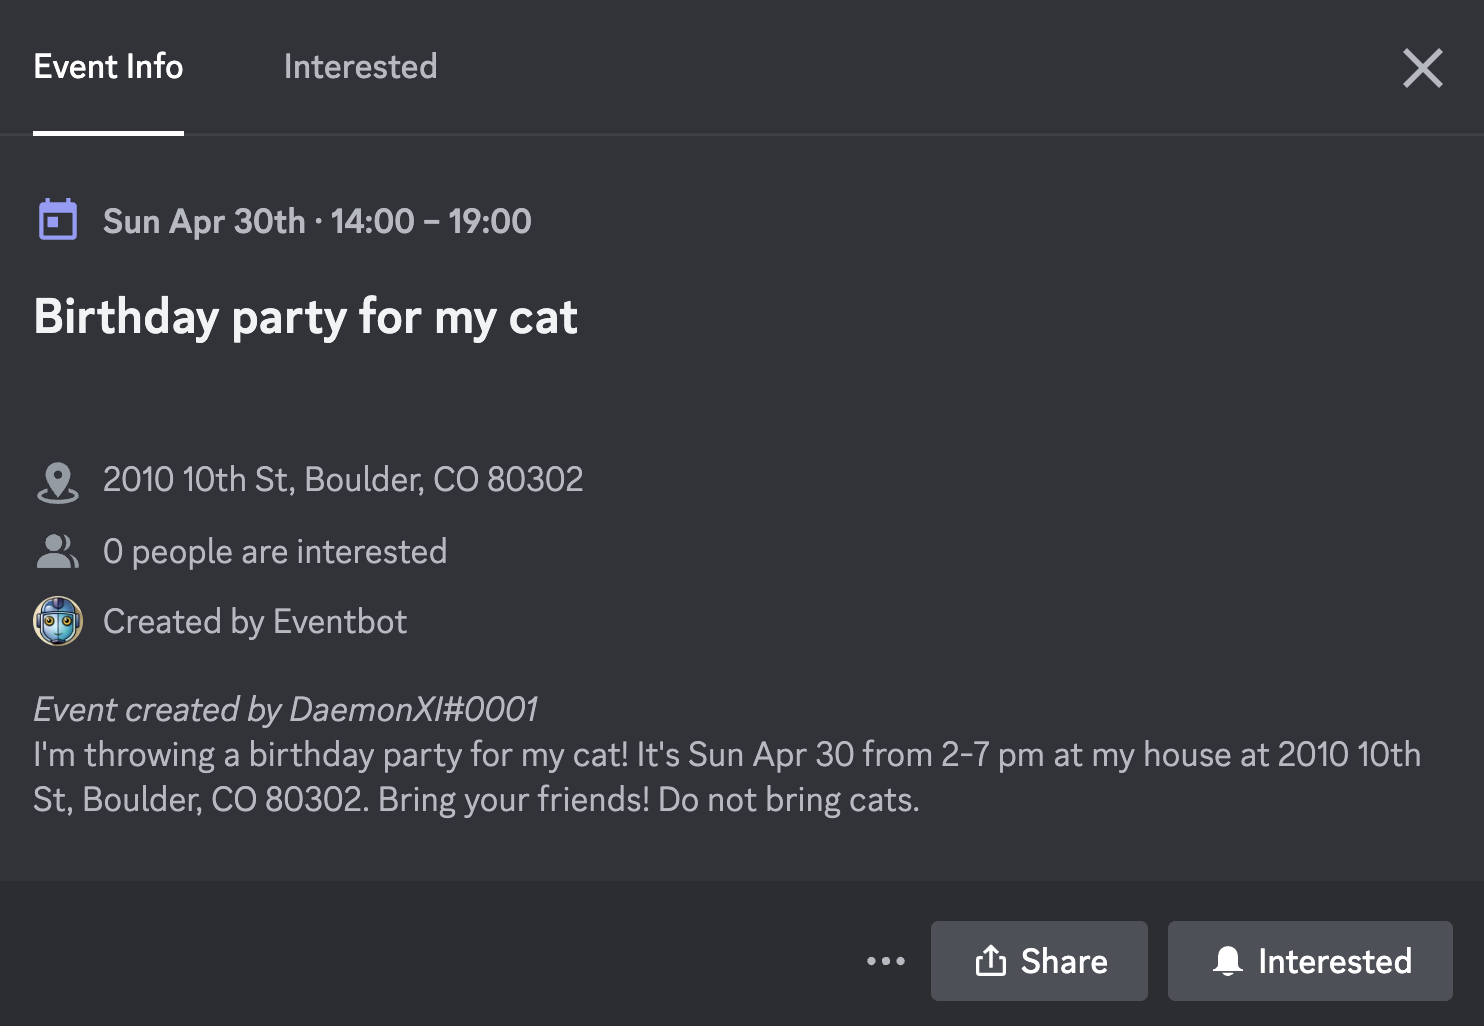 Event Info
Interested
Sun Apr 30th · 14:00 – 19:00
Birthday party for my cat
2010 10th St, Boulder, CO 80302
0 people are interested
Created by Eventbot
Event created by DaemonXI#0001
I'm throwing a birthday party for my cat! It's Sun Apr 30 from 2-7 pm at my house at 2010 10th
St, Boulder, CO 80302. Bring your friends! Do not bring cats.
Share
Interested